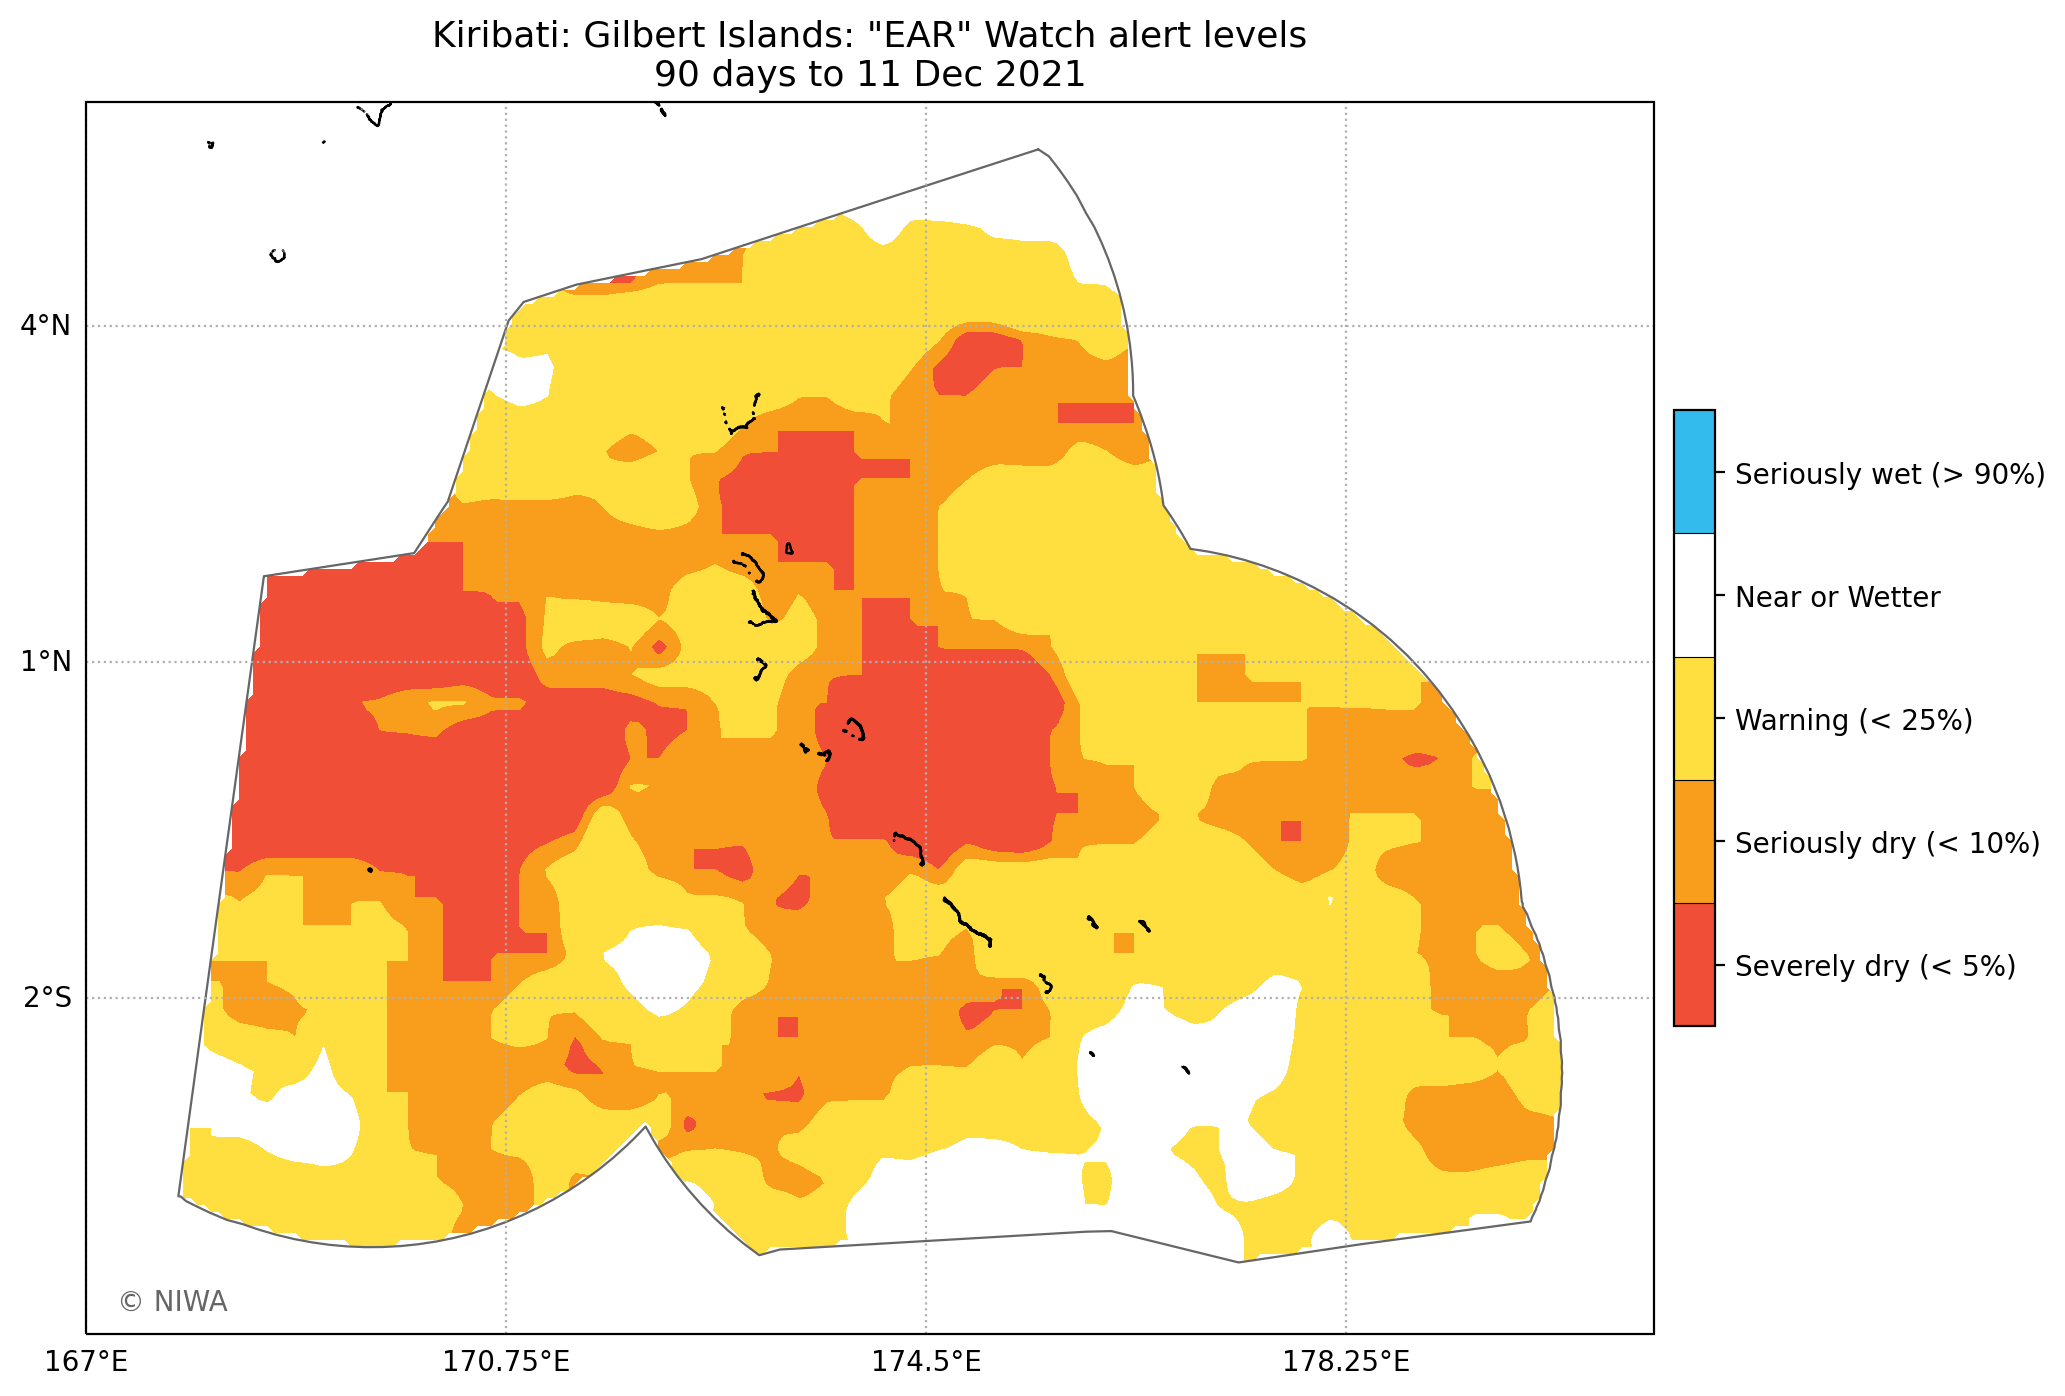 Kiribati: Gilbert Islands: "EAR" Watch alert levels
90 days to 11 Dec 2021
4°N
1°N
2°S
167°E
170.75°E
174.5°E
178.25°E
© NIWA
Seriously wet (> 90%)
Near or Wetter
Warning (< 25%)
Seriously dry (< 10%)
Severely dry (< 5%)